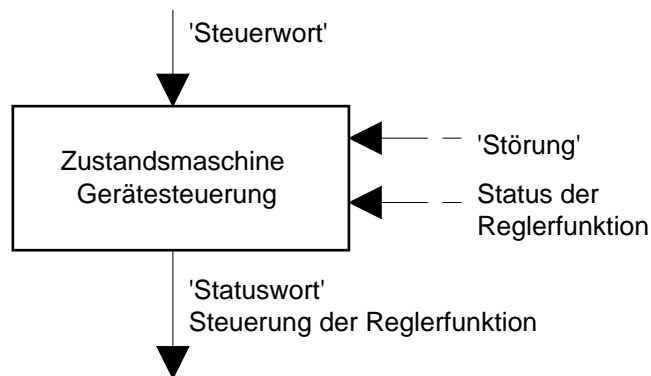 'Steuerwort'
Zustandsmaschine
Gerätesteuerung
'Störung'
Status der
Reglerfunktion
'Statuswort'
Steuerung der Reglerfunktion